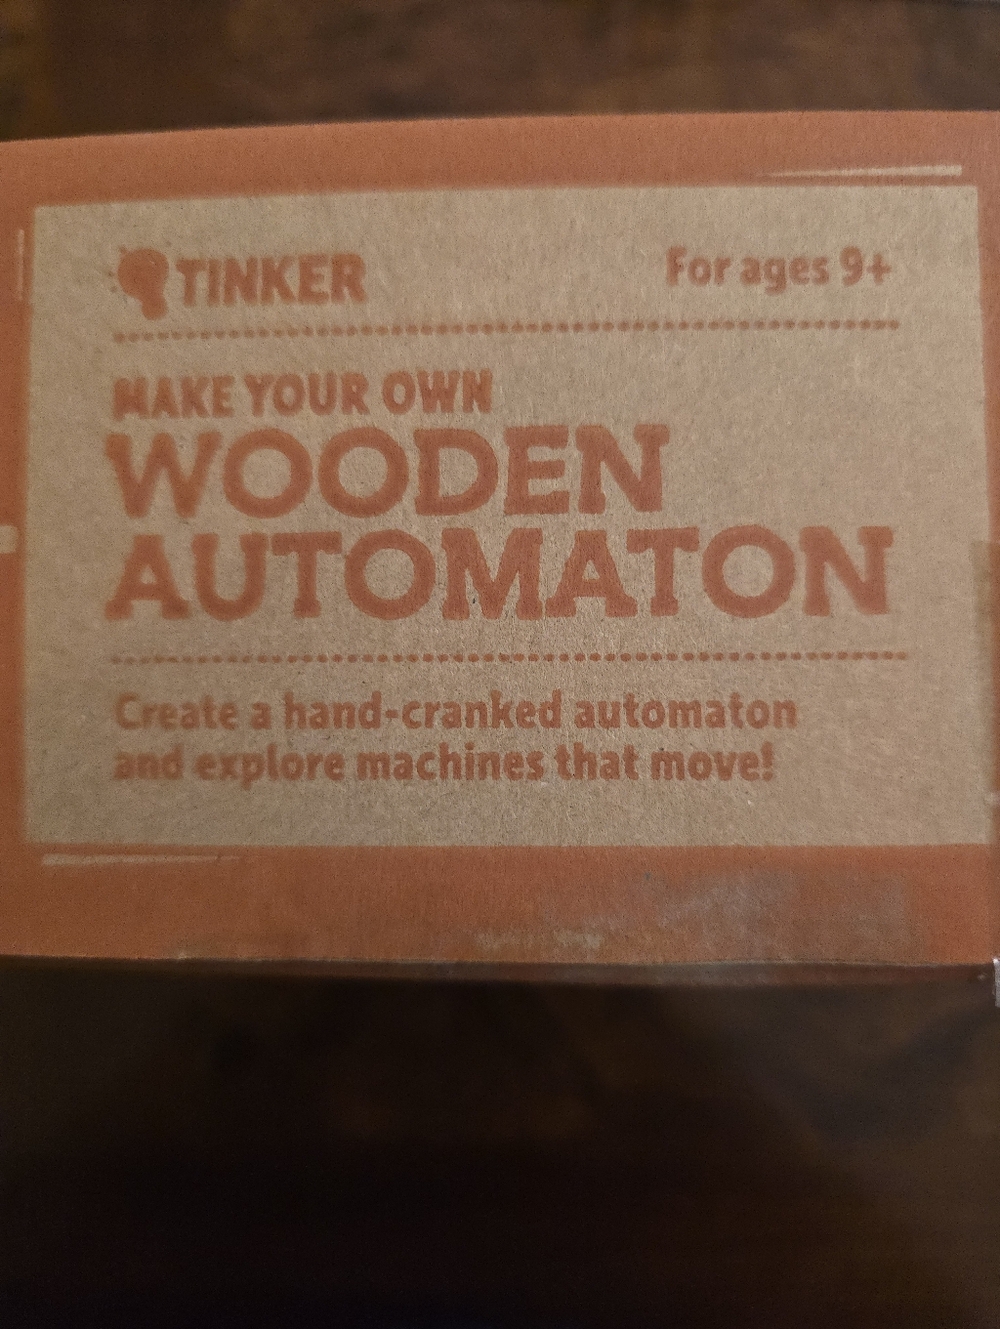 TINKER
For ages 9+
MAKE YOUR OWN
WOODEN
AUTOMATON
Create a hand-cranked automaton
and explore machines that move!